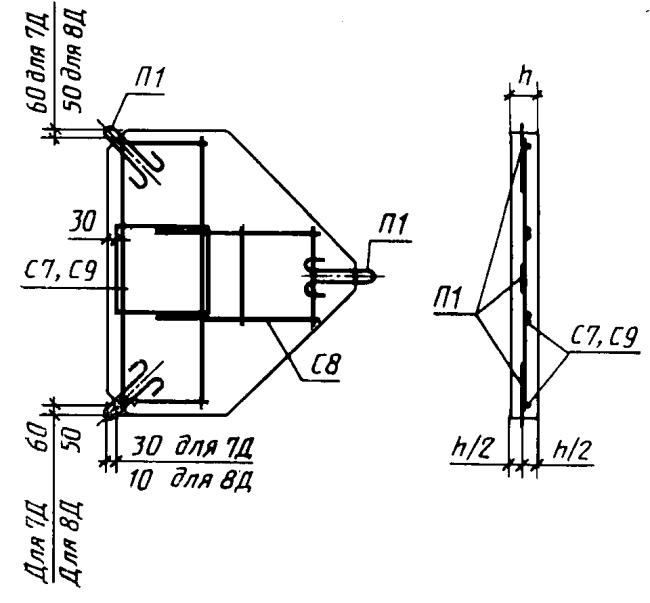 60 для 7Д
50 для 8Д
П1
h
30
С7, С9
П1
П1
С7, С9
С8
60
50
Для 7Д
Для 8Д
30 для 7Д
10 для 8Д
h/2
h/2